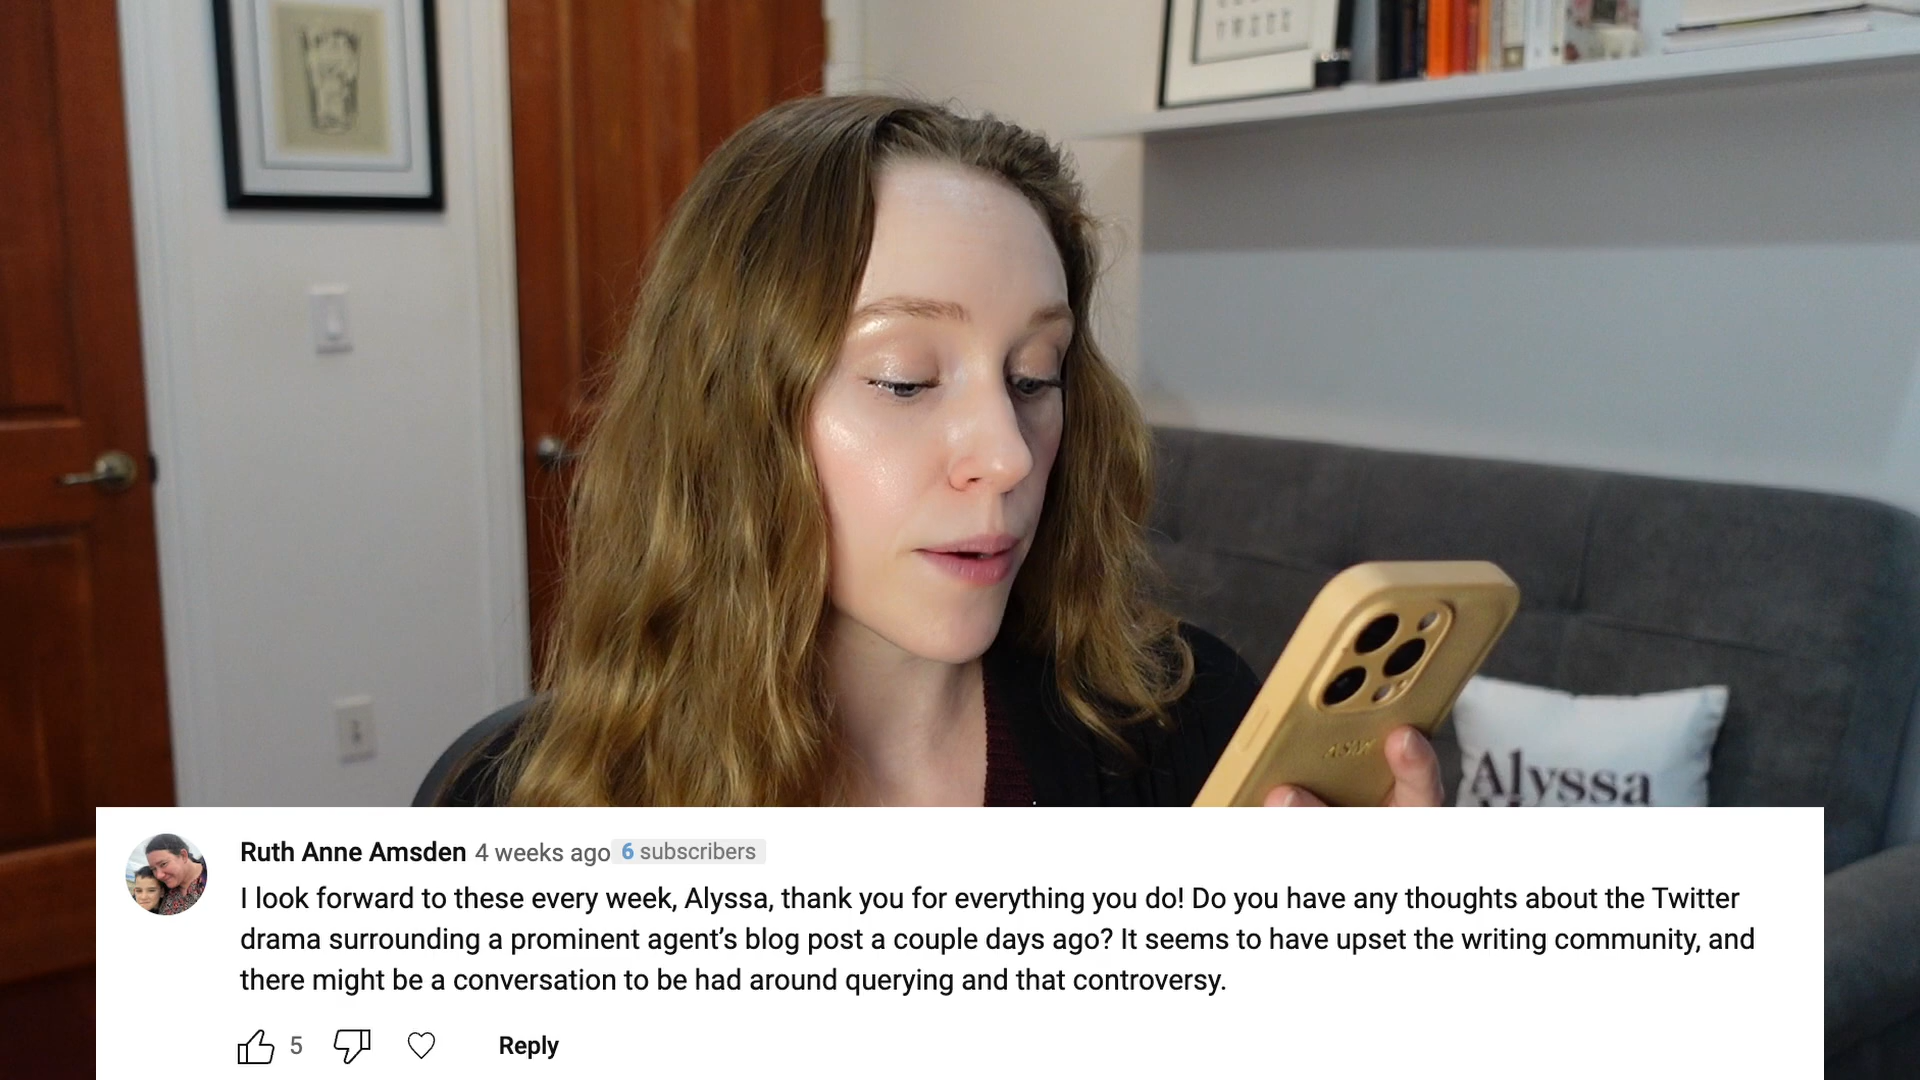 Alyssa
Ruth Anne Amsden 4 weeks ago 6 subscribers
I look forward to these every week, Alyssa, thank you for everything you do! Do you have any thoughts about the Twitter
drama surrounding a prominent agent’s blog post a couple days ago? It seems to have upset the writing community, and
there might be a conversation to be had around querying and that controversy.
5
Reply